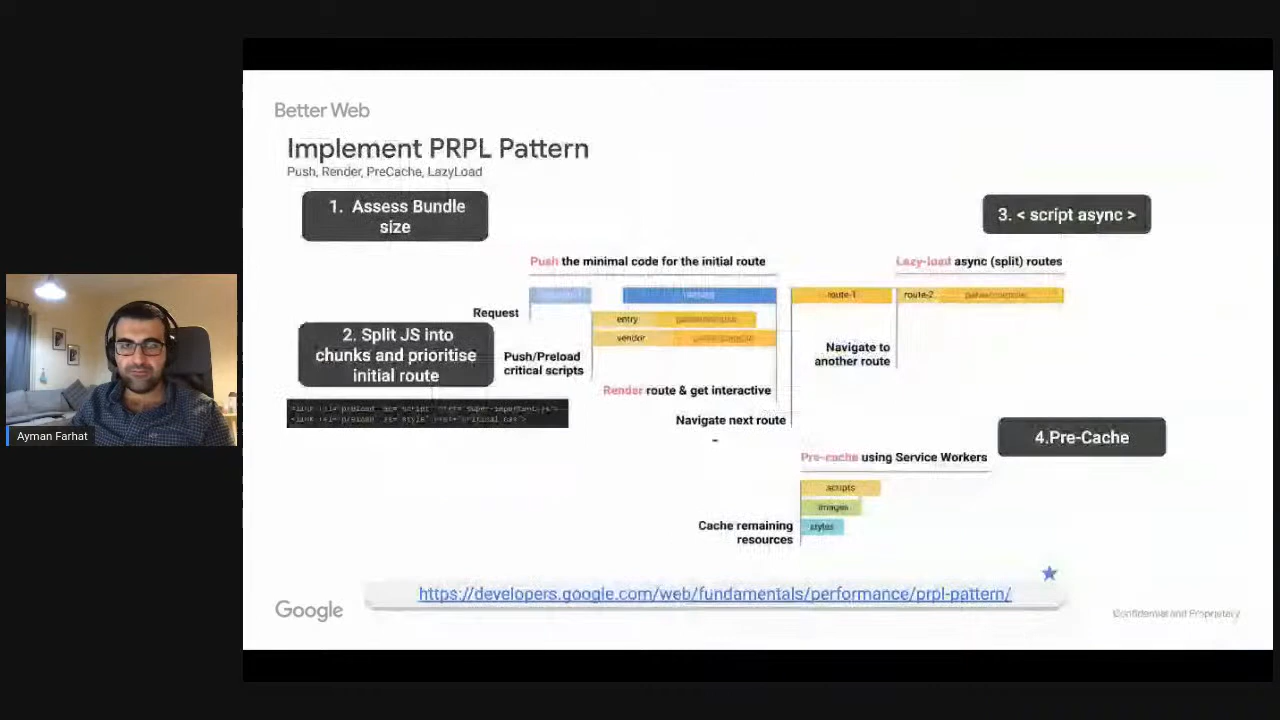 Better Web
Implement PRPL Pattern
Push, Render, PreCache, LazyLoad
1. Assess Bundle
size
3. < script async >
Push the minimal code for the initial route
Lazy-load async (split) routes
route-1
route-2
Request
entry
vendor
2. Split JS into
chunks and prioritise
initial route
Push/Preload
critical scripts
Navigate to
another route
Render route & get interactive
Navigate next route
4.Pre-Cache
Pre-cache using Service Workers
scripts
images
styles
Cache remaining
resources
https://developers.google.com/web/fundamentals/performance/prpl-pattern/
Google
Confidential and Proprietary
Ayman Farhat